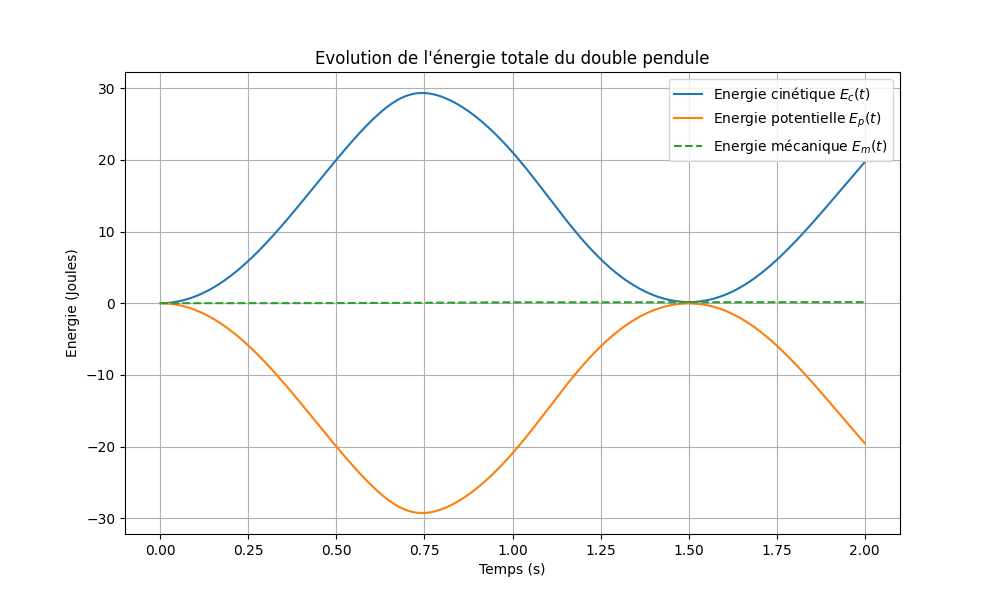 Evolution de l'énergie totale du double pendule
Energie cinétique E_c(t)
Energie potentielle E_p(t)
Energie mécanique E_m(t)
Energie (Joules)
30
20
10
0
−10
−20
−30
0.00 0.25 0.50 0.75 1.00 1.25 1.50 1.75 2.00
Temps (s)